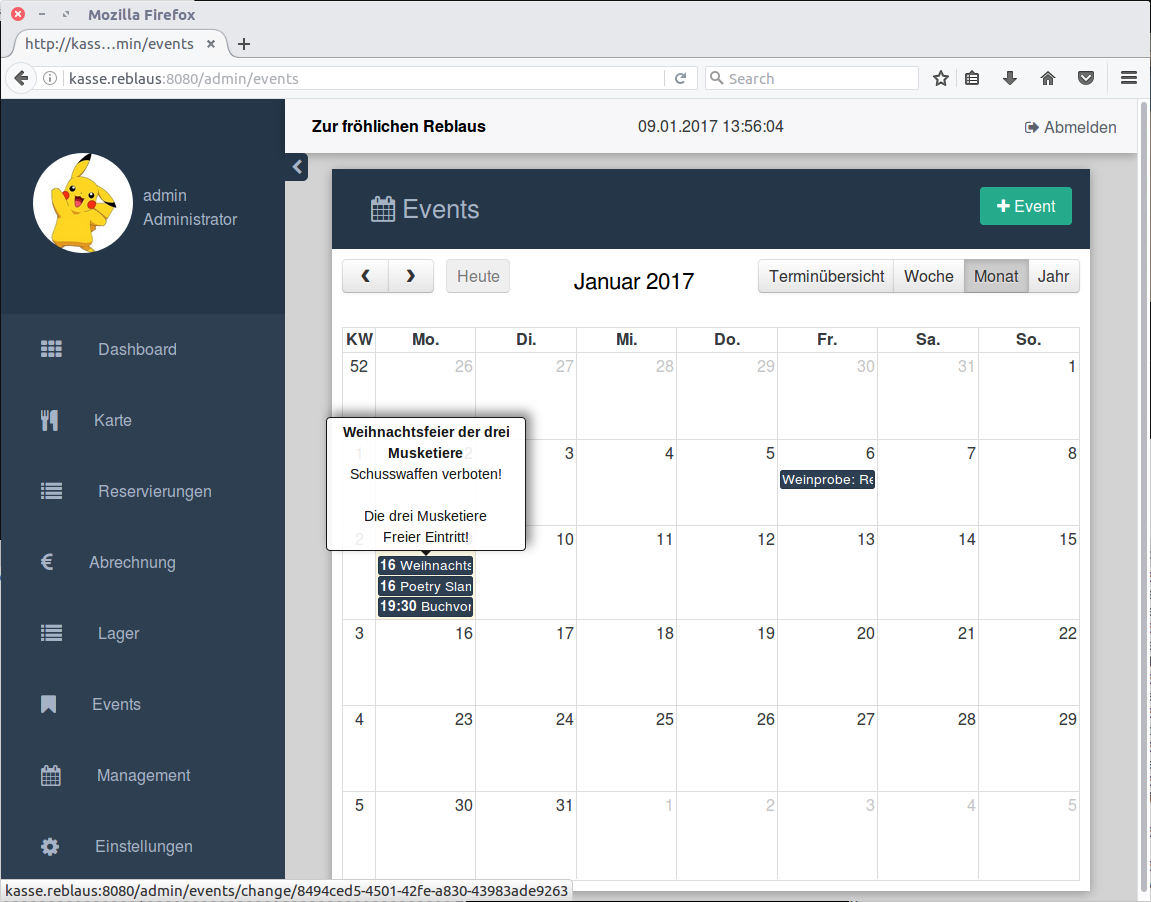 Mozilla Firefox
http://kass…min/events
kasse.reblaus:8080/admin/events
Search
Zur fröhlichen Reblaus
09.01.2017 13:56:04
Abmelden
admin
Administrator
Dashboard
Karte
Reservierungen
€ Abrechnung
Lager
Events
Management
Einstellungen
Events
+ Event
Heute
Januar 2017
Terminübersicht Woche Monat Jahr
KW Mo. Di. Mi. Do. Fr. Sa. So.
52 26 27 28 29 30 31 1
1 2 3 4 5 6 7 8
Weinprobe: Re
Weihnachtsfeier der drei
Musketiere
Schusswaffen verboten!
Die drei Musketiere
Freier Eintritt!
2 10 11 12 13 14 15
16 Weihnachts
16 Poetry Slan
19:30 Buchvor
3 16 17 18 19 20 21 22
4 23 24 25 26 27 28 29
5 30 31 1 2 3 4 5
kasse.reblaus:8080/admin/events/change/8494ced5-4501-42fe-a830-43983ade9263